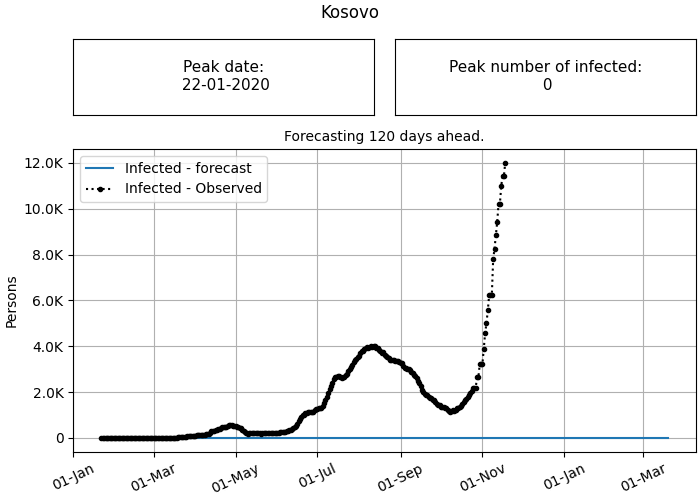 Kosovo
Peak date:
22-01-2020
Peak number of infected:
0
Forecasting 120 days ahead.
Infected - forecast
Infected - Observed
Persons
12.0K
10.0K
8.0K
6.0K
4.0K
2.0K
0
01-Jan
01-Mar
01-May
01-Jul
01-Sep
01-Nov
01-Jan
01-Mar